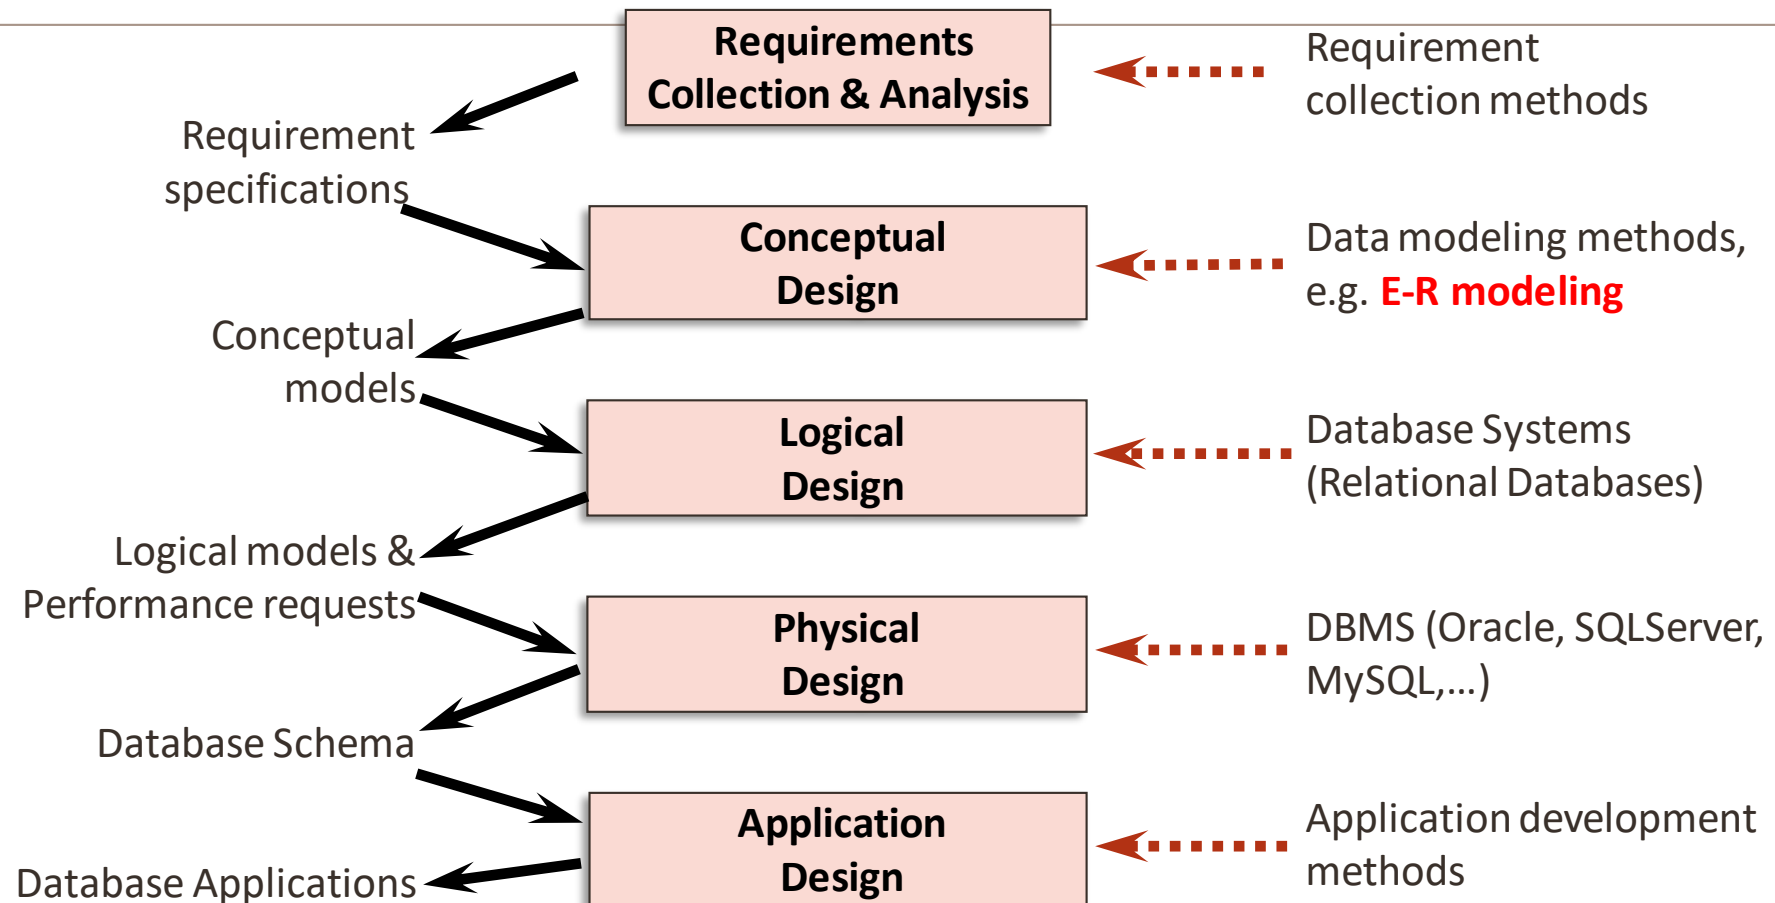 Requirements
Collection & Analysis
Requirement
collection methods
Requirement
specifications
Conceptual
Design
Data modeling methods,
e.g. E-R modeling
Conceptual
models
Logical
Design
Database Systems
(Relational Databases)
Logical models &
Performance requests
Physical
Design
DBMS (Oracle, SQLServer,
MySQL,...)
Database Schema
Application
Design
Application development
methods
Database Applications